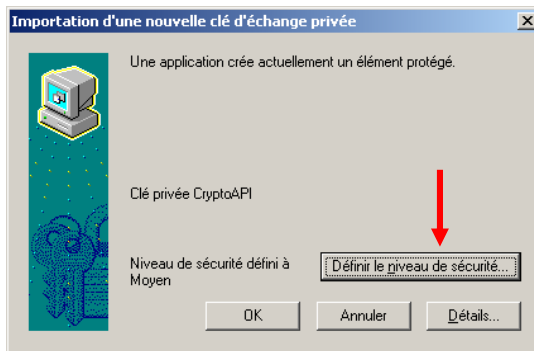 Importation d'une nouvelle clé d'échange privée
Une application crée actuellement un élément protégé.
Clé privée CryptoAPI
Niveau de sécurité défini à
Moyen
Définir le niveau de sécurité...
OK
Annuler
Détails...